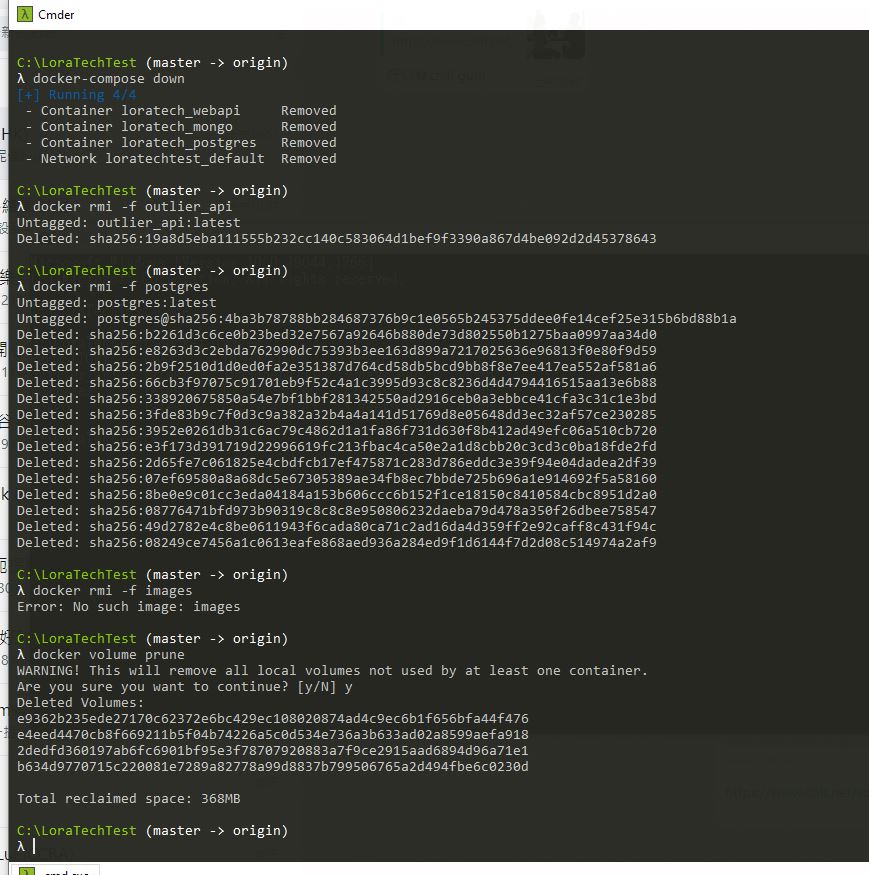 Cmder
C:\LoraTechTest (master -> origin)
λ docker-compose down
[+] Running 4/4
- Container loratech_webapi Removed
- Container loratech_mongo Removed
- Container loratech_postgres Removed
- Network loratechtest_default Removed
C:\LoraTechTest (master -> origin)
λ docker rmi -f outlier_api
Untagged: outlier_api:latest
Deleted: sha256:19a8d5eba111555b232cc140c583064d1bef9f3390a867d4be092d2d45378643
C:\LoraTechTest (master -> origin)
λ docker rmi -f postgres
Untagged: postgres:latest
Untagged: postgres@sha256:4ba3b78788bb284687376b9c1e0565b245375ddee0fe14cef25e315b6bd88b1a
Deleted: sha256:b2261d3c6ce0b23bed32e7567a92646b880de73d802550b1275baa0997aa34d0
Deleted: sha256:e8263d3c2ebda762990dc75393b3ee163d899a7217025636e96813f0e80f9d59
Deleted: sha256:2b9f2510d1d0ed0fa2e351387d764cd58db5bcd9bb8f8e7ee417ea552af581a6
Deleted: sha256:66cb3f97075c91701eb9f52c4a1c3995d93c8c8236d4d4794416515aa13e6b88
Deleted: sha256:338920675850a54e7bf1bbf281342550ad2916ceb0a3ebbce41cfa3c31c1e3bd
Deleted: sha256:3fde83b9c7f0d3c9a382a32b4a4a141d51769d8e05648dd3ec32af57ce230285
Deleted: sha256:3952e0261db31c6ac79c4862d1a1fa86f731d630f8b412ad49efc06a510cb720
Deleted: sha256:e3f173d391719d22996619fc213fbac4ca50e2a1d8cbb20c3cd3c0ba18fde2fd
Deleted: sha256:2d65fe7c061825e4cbdfcb17ef475871c283d786eddc3e39f94e04dadea2df39
Deleted: sha256:07ef69580a8a68dc5e67305389ae34fb8ec7bbde725b696a1e914692f5a58160
Deleted: sha256:8be0e9c01cc3eda04184a153b606ccc6b152f1ce18150c8410584cbc8951d2a0
Deleted: sha256:08776471bfd973b90319c8c8c8e950806232daeba79d478a350f26dbee758547
Deleted: sha256:49d2782e4c8be0611943f6cada80ca71c2ad16da4d359ff2e92caff8c431f94c
Deleted: sha256:08249ce7456a1c0613eafe868aed936a284ed9f1d6144f7d2d08c514974a2af9
C:\LoraTechTest (master -> origin)
λ docker rmi -f images
Error: No such image: images
C:\LoraTechTest (master -> origin)
λ docker volume prune
WARNING! This will remove all local volumes not used by at least one container.
Are you sure you want to continue? [y/N] y
Deleted Volumes:
e9362b235ede27170c62372e6bc429ec108020874ad4c9ec6b1f656bfa44f476
e4eed4470cb8f669211b5f04b74226a5c0d534e736a3b633ad02a8599aefa918
2dedfd360197ab6fc6901bf95e3f78707920883a7f9ce2915aad6894d96a71e1
b634d9770715c220081e7289a82778a99d8837b799506765a2d494fbe6c0230d
Total reclaimed space: 368MB
C:\LoraTechTest (master -> origin)
λ